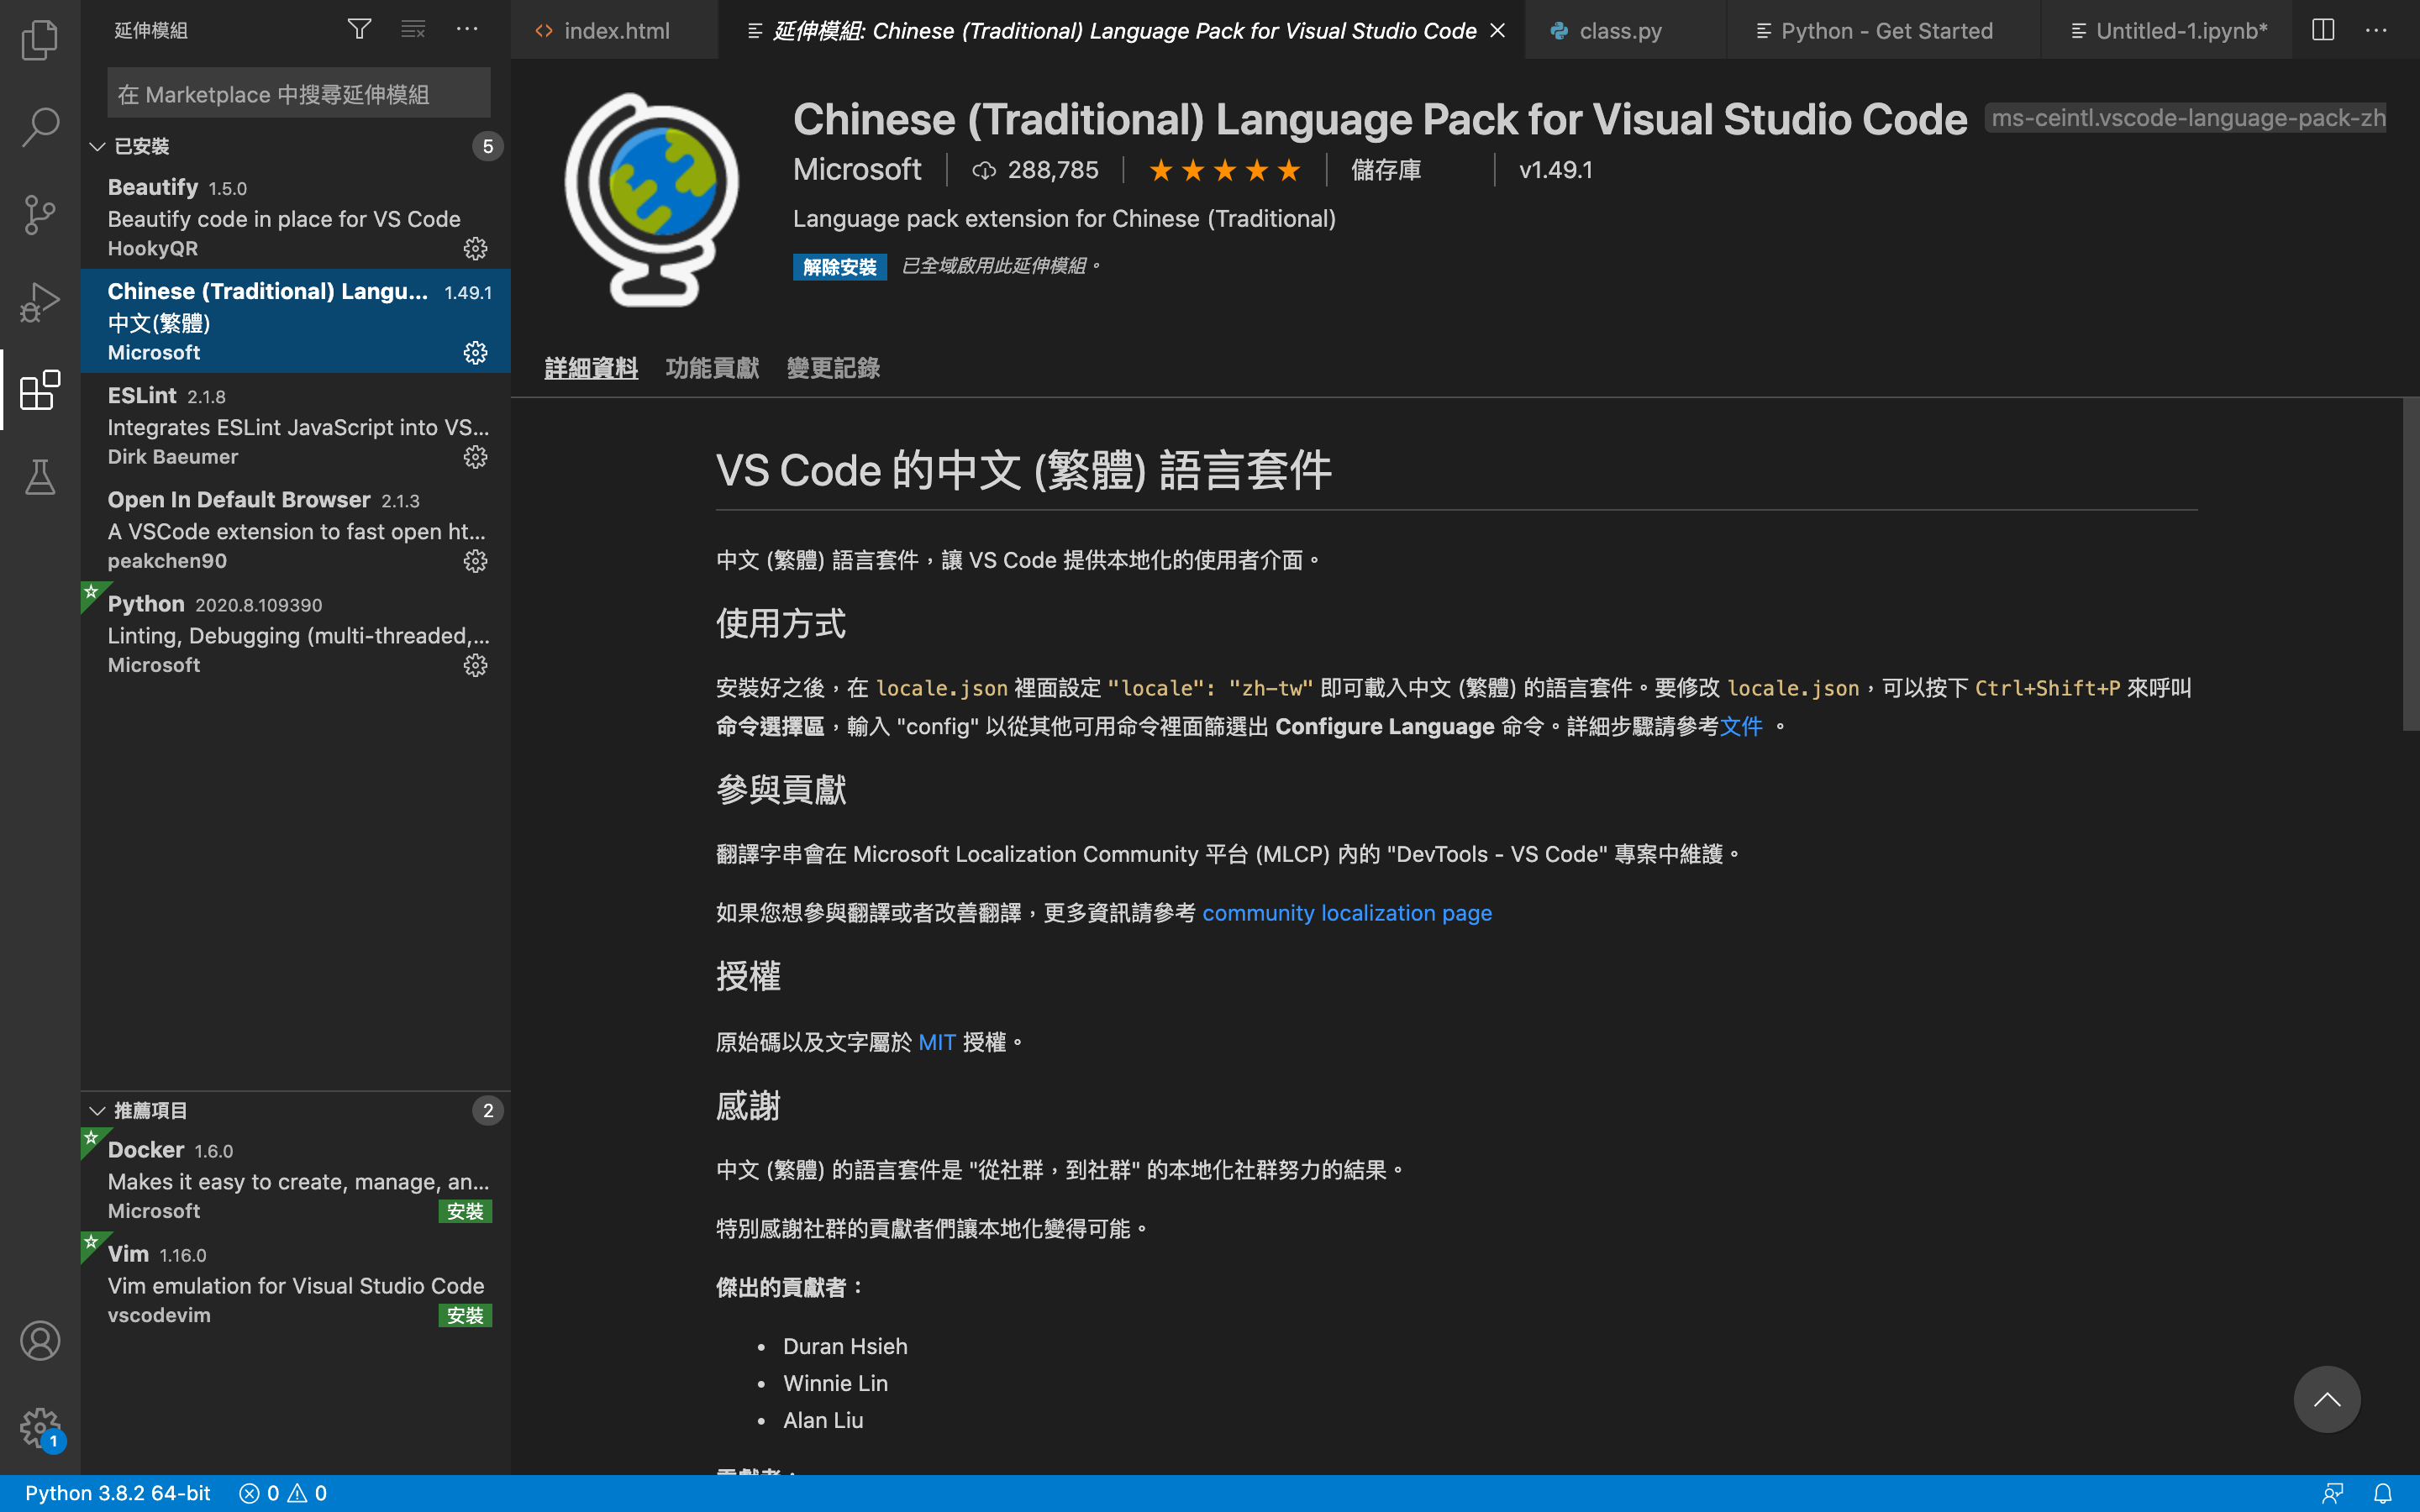 延伸模組
在 Marketplace 中搜尋延伸模組
已安裝 5
Beautify 1.5.0
Beautify code in place for VS Code
HookyQR
Chinese (Traditional) Langu... 1.49.1
中文(繁體)
Microsoft
ESLint 2.1.8
Integrates ESLint JavaScript into VS...
Dirk Baeumer
Open In Default Browser 2.1.3
A VSCode extension to fast open ht...
peakchen90
Python 2020.8.109390
Linting, Debugging (multi-threaded,...
Microsoft
推薦項目 2
Docker 1.6.0
Makes it easy to create, manage, an...
Microsoft 安裝
Vim 1.16.0
Vim emulation for Visual Studio Code
vscodevim 安裝
1
index.html 延伸模組: Chinese (Traditional) Language Pack for Visual Studio Code class.py Python - Get Started Untitled-1.ipynb*
Chinese (Traditional) Language Pack for Visual Studio Code ms-ceintl.vscode-language-pack-zh
Microsoft 288,785 儲存庫 v1.49.1
Language pack extension for Chinese (Traditional)
解除安裝 已全域啟用此延伸模組。
詳細資料 功能貢獻 變更記錄
VS Code 的中文 (繁體) 語言套件
中文 (繁體) 語言套件，讓 VS Code 提供本地化的使用者介面。
使用方式
安裝好之後，在 locale.json 裡面設定 "locale": "zh-tw" 即可載入中文 (繁體) 的語言套件。要修改 locale.json，可以按下 Ctrl+Shift+P 來呼叫
命令選擇區，輸入 "config" 以從其他可用命令裡面篩選出 Configure Language 命令。詳細步驟請參考文件 。
參與貢獻
翻譯字串會在 Microsoft Localization Community 平台 (MLCP) 內的 "DevTools - VS Code" 專案中維護。
如果您想參與翻譯或者改善翻譯，更多資訊請參考 community localization page
授權
原始碼以及文字屬於 MIT 授權。
感謝
中文 (繁體) 的語言套件是 "從社群，到社群" 的本地化社群努力的結果。
特別感謝社群的貢獻者們讓本地化變得可能。
傑出的貢獻者：
• Duran Hsieh
• Winnie Lin
• Alan Liu
Python 3.8.2 64-bit 0 0